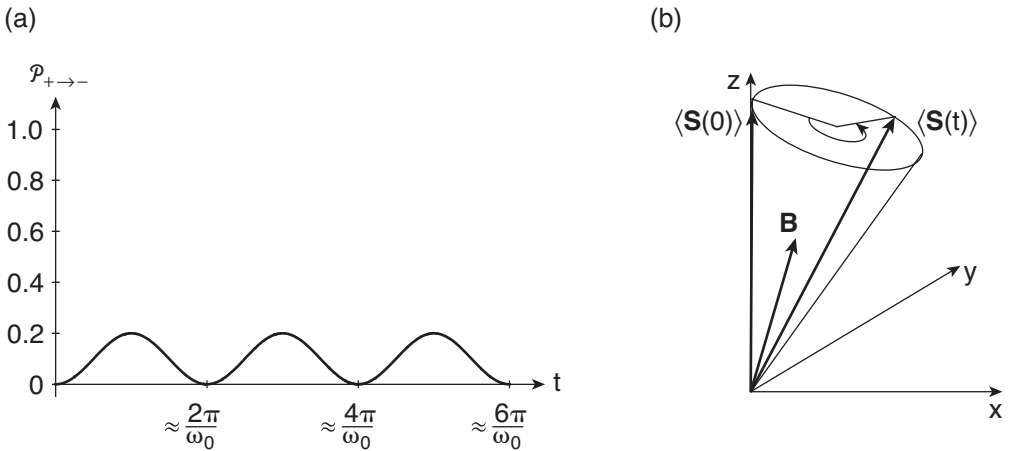 (a)
𝒫₊→₋
1.0
0.8
0.6
0.4
0.2
0
t
≈ 2π/ω₀
≈ 4π/ω₀
≈ 6π/ω₀
(b)
z
⟨S(0)⟩
⟨S(t)⟩
B
y
x